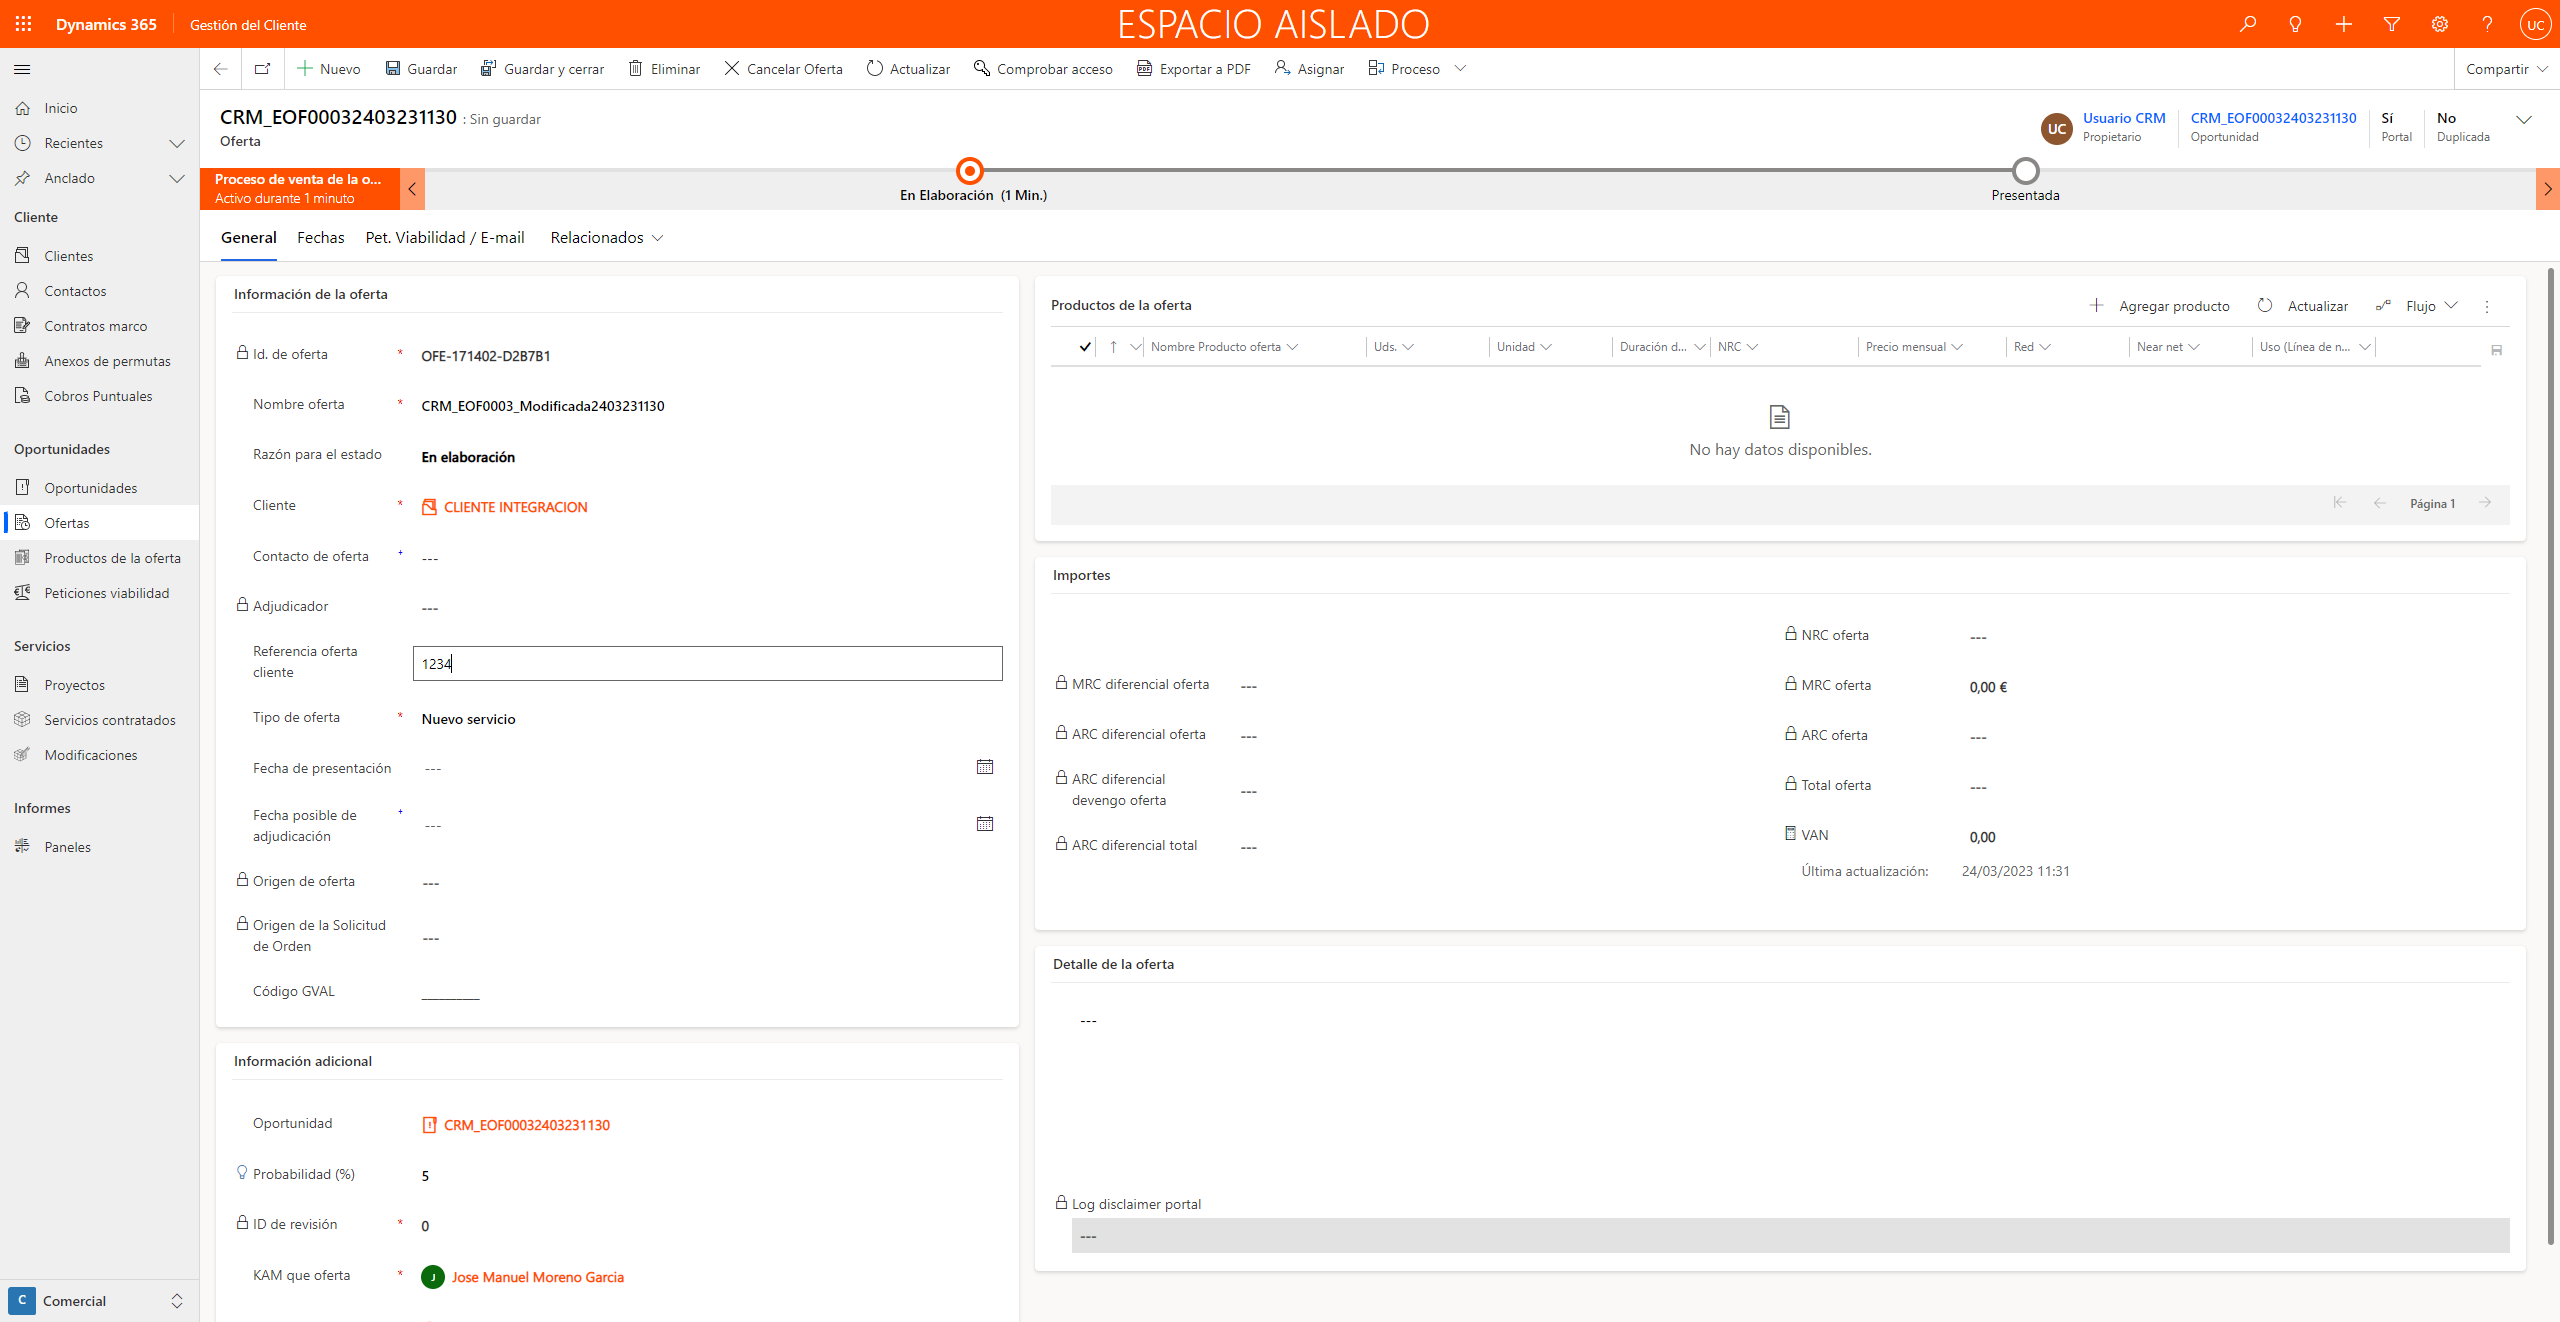 Dynamics 365
Gestión del Cliente
ESPACIO AISLADO
UC
Nuevo
Guardar
Guardar y cerrar
Eliminar
Cancelar Oferta
Actualizar
Comprobar acceso
Exportar a PDF
Asignar
Proceso
Compartir
Inicio
Recientes
Anclado
Cliente
Clientes
Contactos
Contratos marco
Anexos de permutas
Cobros Puntuales
Oportunidades
Oportunidades
Ofertas
Productos de la oferta
Peticiones viabilidad
Servicios
Proyectos
Servicios contratados
Modificaciones
Informes
Paneles
C
Comercial
CRM_EOF00032403231130 : Sin guardar
Oferta
UC
Usuario CRM
Propietario
CRM_EOF00032403231130
Oportunidad
Sí
Portal
No
Duplicada
Proceso de venta de la o...
Activo durante 1 minuto
En Elaboración (1 Min.)
Presentada
General
Fechas
Pet. Viabilidad / E-mail
Relacionados
Información de la oferta
Id. de oferta * OFE-171402-D2B7B1
Nombre oferta * CRM_EOF0003_Modificada2403231130
Razón para el estado En elaboración
Cliente * CLIENTE INTEGRACION
Contacto de oferta + ---
Adjudicador ---
Referencia oferta
cliente
1234
Tipo de oferta * Nuevo servicio
Fecha de presentación ---
Fecha posible de
adjudicación
+ ---
Origen de oferta ---
Origen de la Solicitud
de Orden
---
Código GVAL __________
Información adicional
Oportunidad CRM_EOF00032403231130
Probabilidad (%) 5
ID de revisión * 0
KAM que oferta * J Jose Manuel Moreno Garcia
Productos de la oferta
Agregar producto
Actualizar
Flujo
Nombre Producto oferta
Uds.
Unidad
Duración d...
NRC
Precio mensual
Red
Near net
Uso (Línea de n...
No hay datos disponibles.
Página 1
Importes
MRC diferencial oferta ---
ARC diferencial oferta ---
ARC diferencial
devengo oferta
---
ARC diferencial total ---
NRC oferta ---
MRC oferta 0,00 €
ARC oferta ---
Total oferta ---
VAN 0,00
Última actualización: 24/03/2023 11:31
Detalle de la oferta
---
Log disclaimer portal
---